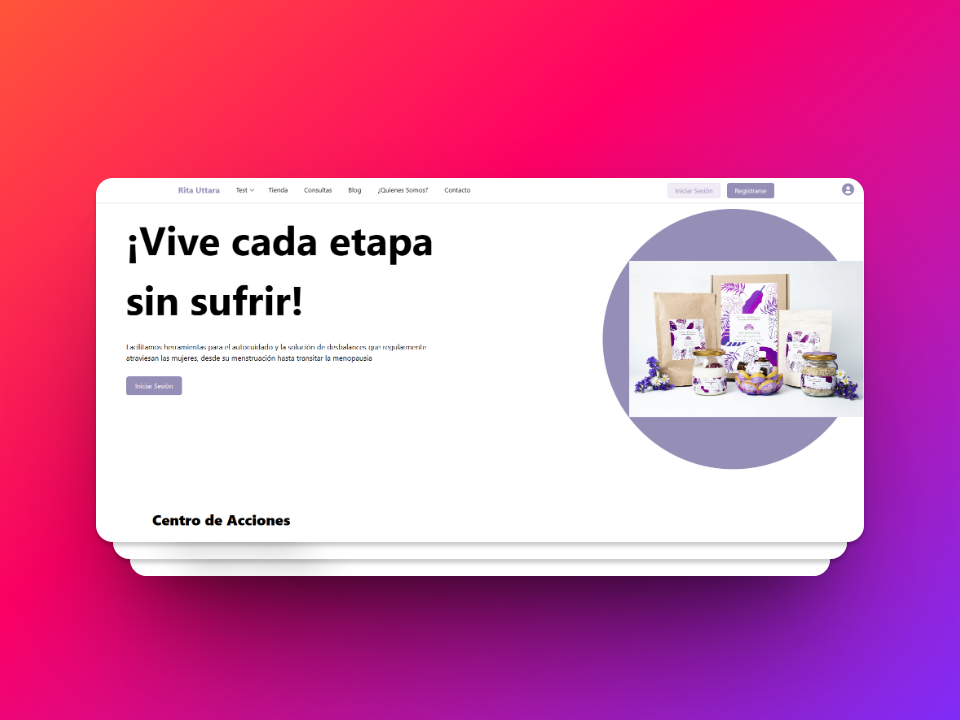 Rita Uttara Test Tienda Consultas Blog ¿Quienes Somos? Contacto Iniciar Sesión Registrarse
¡Vive cada etapa
sin sufrir!
Facilitamos herramientas para el autocuidado y la solución de desbalances que regularmente
atraviesan las mujeres, desde su menstruación hasta transitar la menopausia
Iniciar Sesión
Centro de Acciones